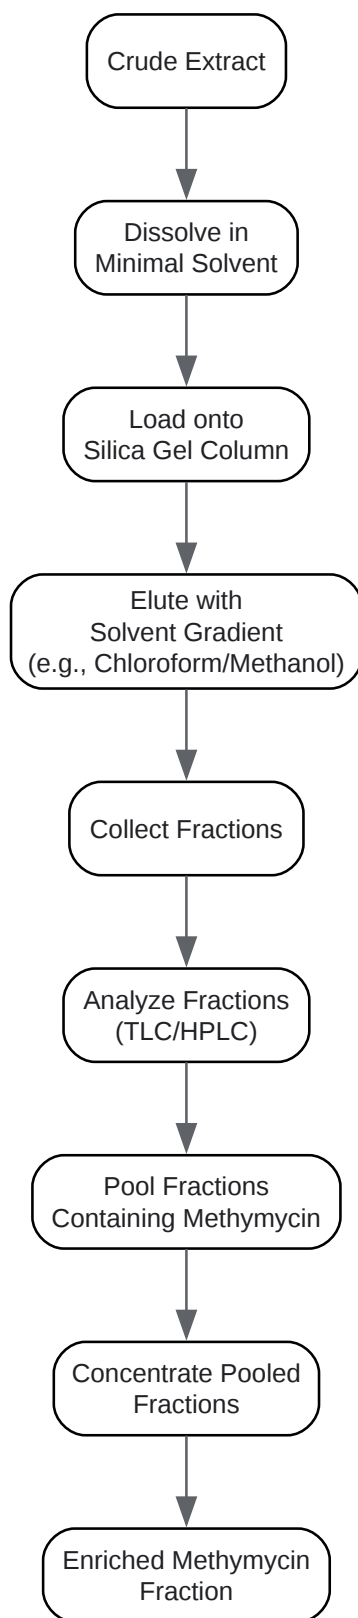 Crude Extract
Dissolve in
Minimal Solvent
Load onto
Silica Gel Column
Elute with
Solvent Gradient
(e.g., Chloroform/Methanol)
Collect Fractions
Analyze Fractions
(TLC/HPLC)
Pool Fractions
Containing Methymycin
Concentrate Pooled
Fractions
Enriched Methymycin
Fraction